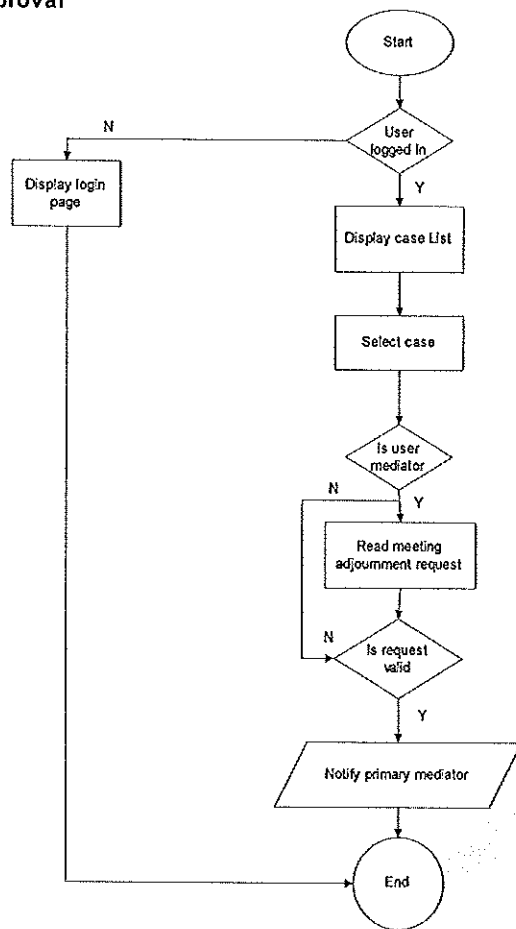 Start
N
User
logged In
Display login
page
Y
Display case List
Select case
Is user
mediator
N
Y
Read meeting
adjournment request
N
Is request
valid
Y
Notify primary mediator
End